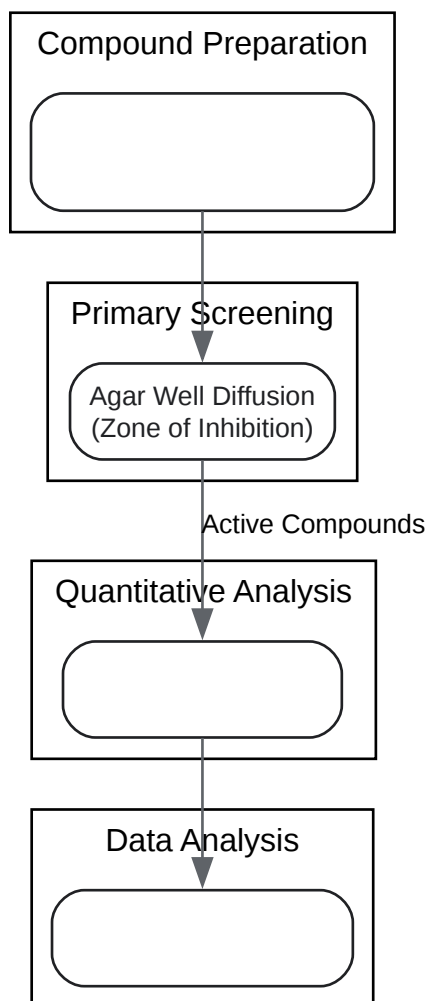 Compound Preparation
Primary Screening
Agar Well Diffusion
(Zone of Inhibition)
Active Compounds
Quantitative Analysis
Data Analysis